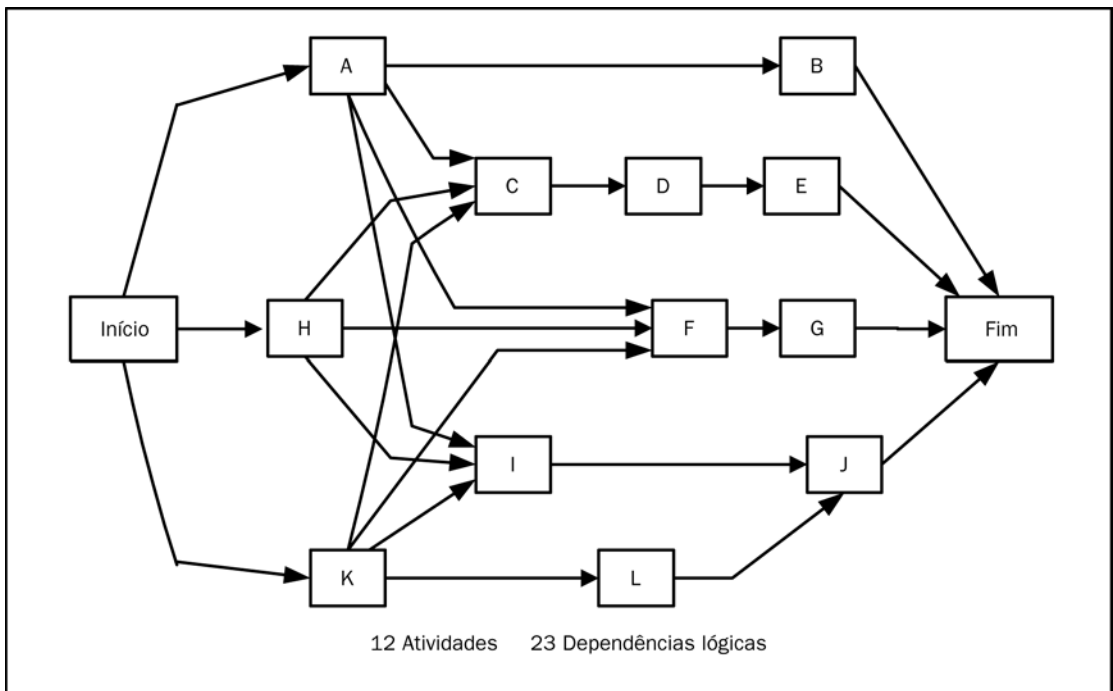 A
B
C
D
E
Início
H
F
G
Fim
I
J
K
L
12 Atividades 23 Dependências lógicas